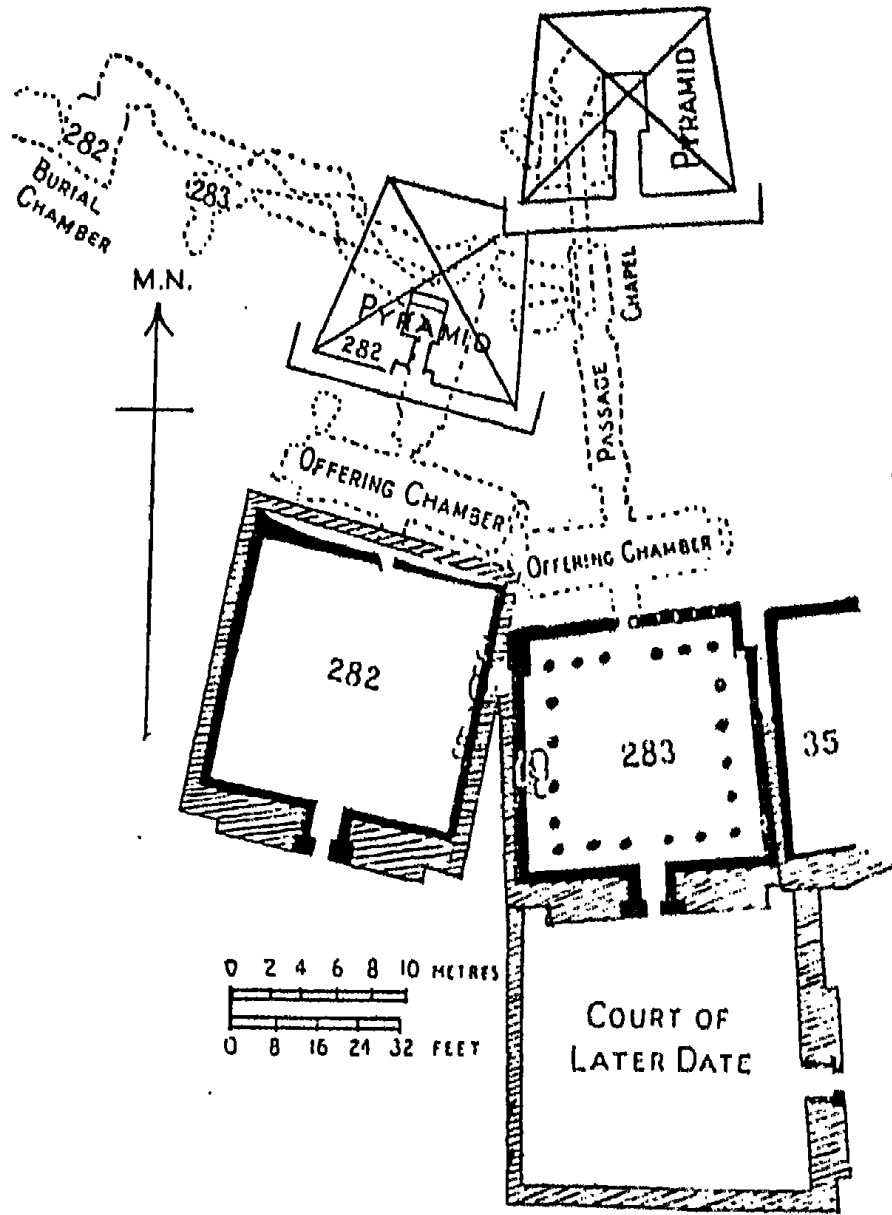 PYRAMID
282
BURIAL
CHAMBER
283
M.N.
PYRAMID
282
CHAPEL
PASSAGE
OFFERING CHAMBER
OFFERING CHAMBER
282
283
35
0 2 4 6 8 10 METRES
0 8 16 24 32 FEET
COURT OF
LATER DATE